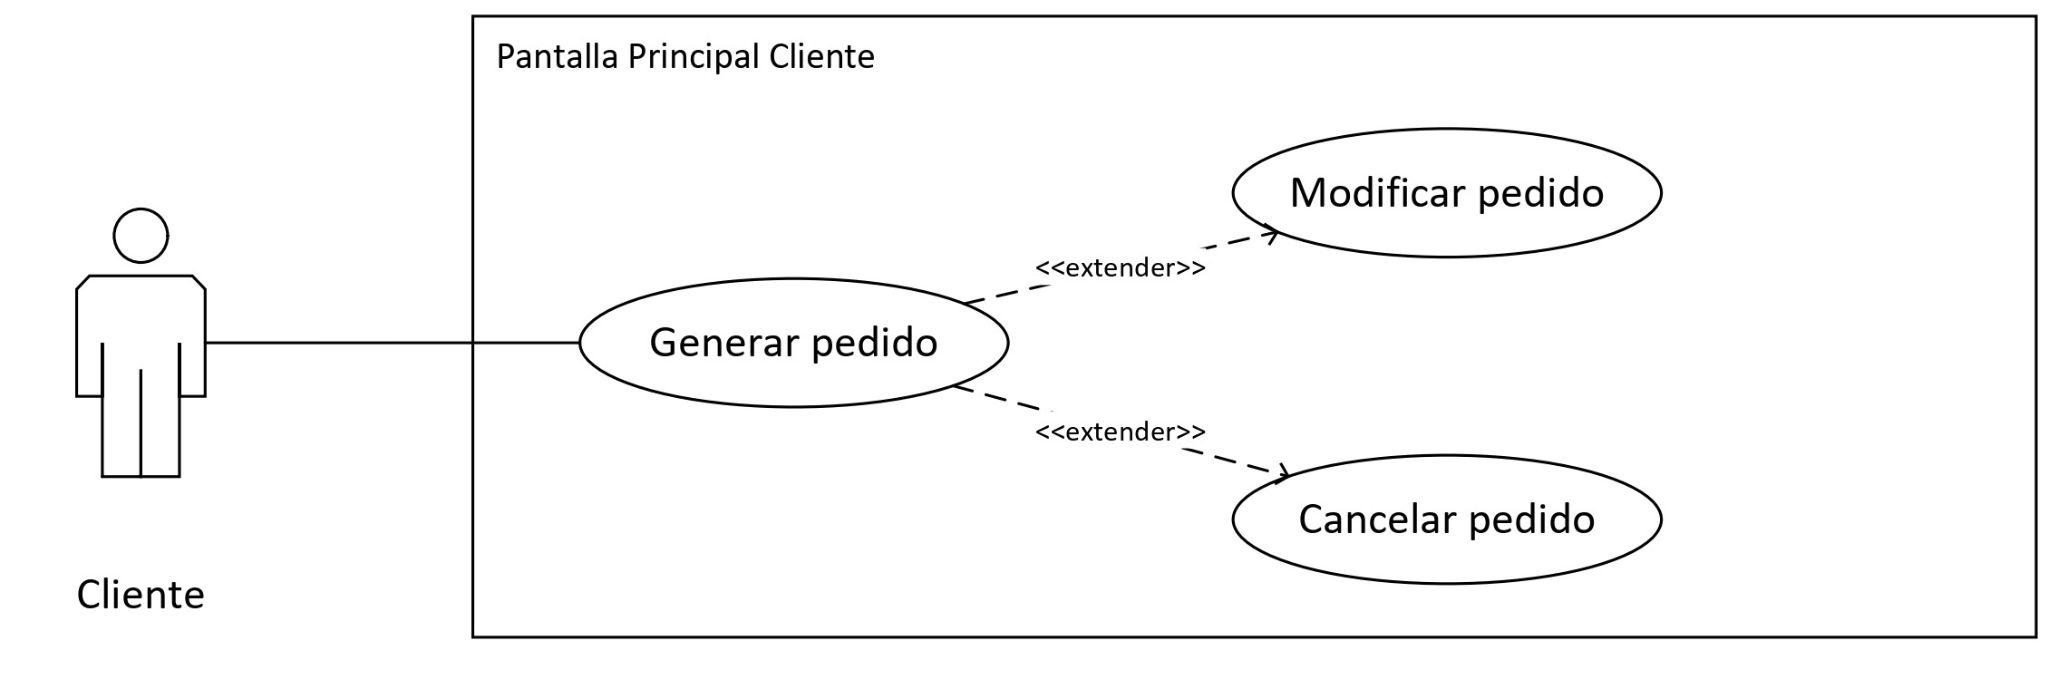 Pantalla Principal Cliente
Modificar pedido
<<extender>>
Generar pedido
<<extender>>
Cancelar pedido
Cliente